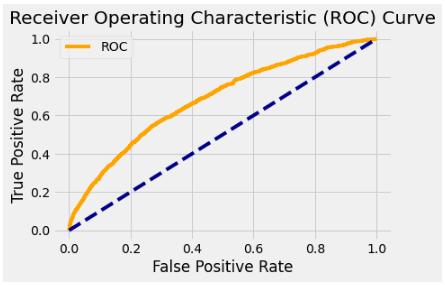 Receiver Operating Characteristic (ROC) Curve
1.0
ROC
0.8
0.6
0.4
0.2
0.0
True Positive Rate
0.0 0.2 0.4 0.6 0.8 1.0
False Positive Rate